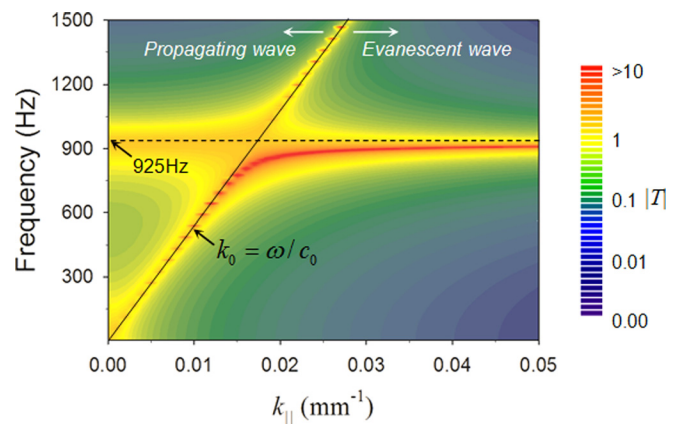 Propagating wave Evanescent wave
1500
1200
900
600
300
Frequency (Hz)
925Hz
k₀ = ω / c₀
0.00 0.01 0.02 0.03 0.04 0.05
k|| (mm⁻¹)
>10
1
0.1
0.01
0.00
|T|